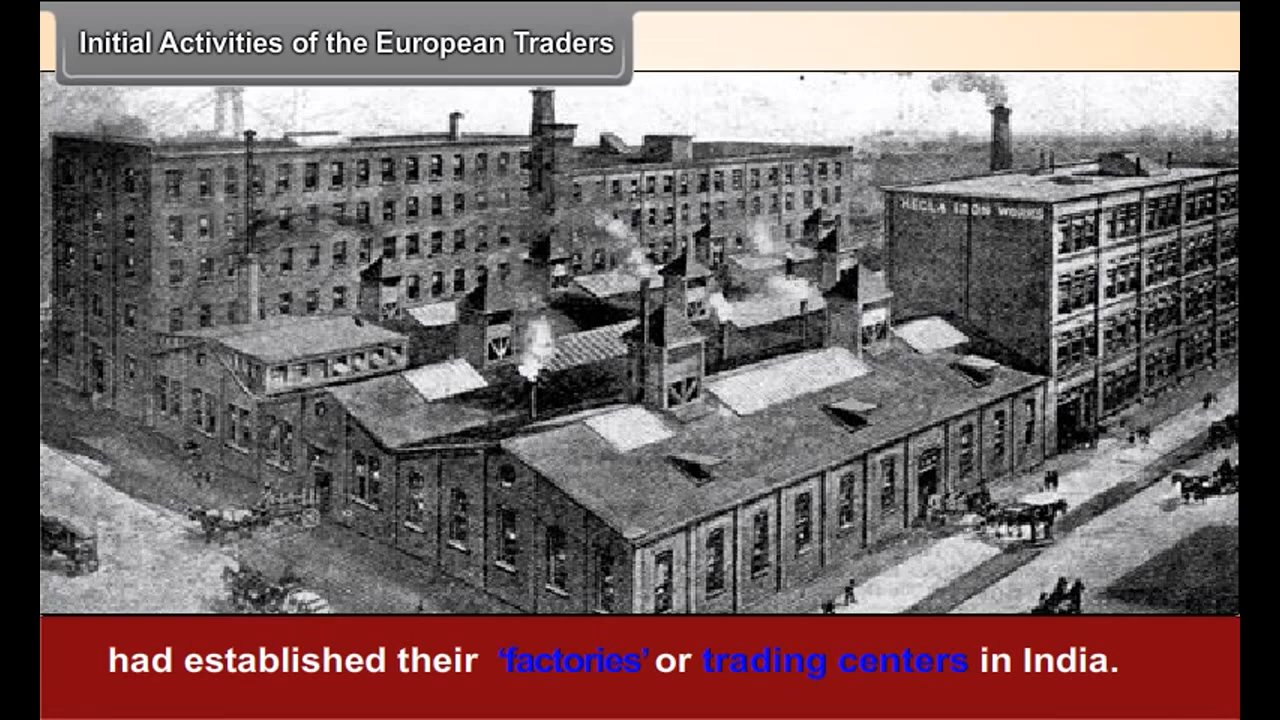 Initial Activities of the European Traders
HECLA IRON WORKS
had established their ‘factories’ or trading centers in India.